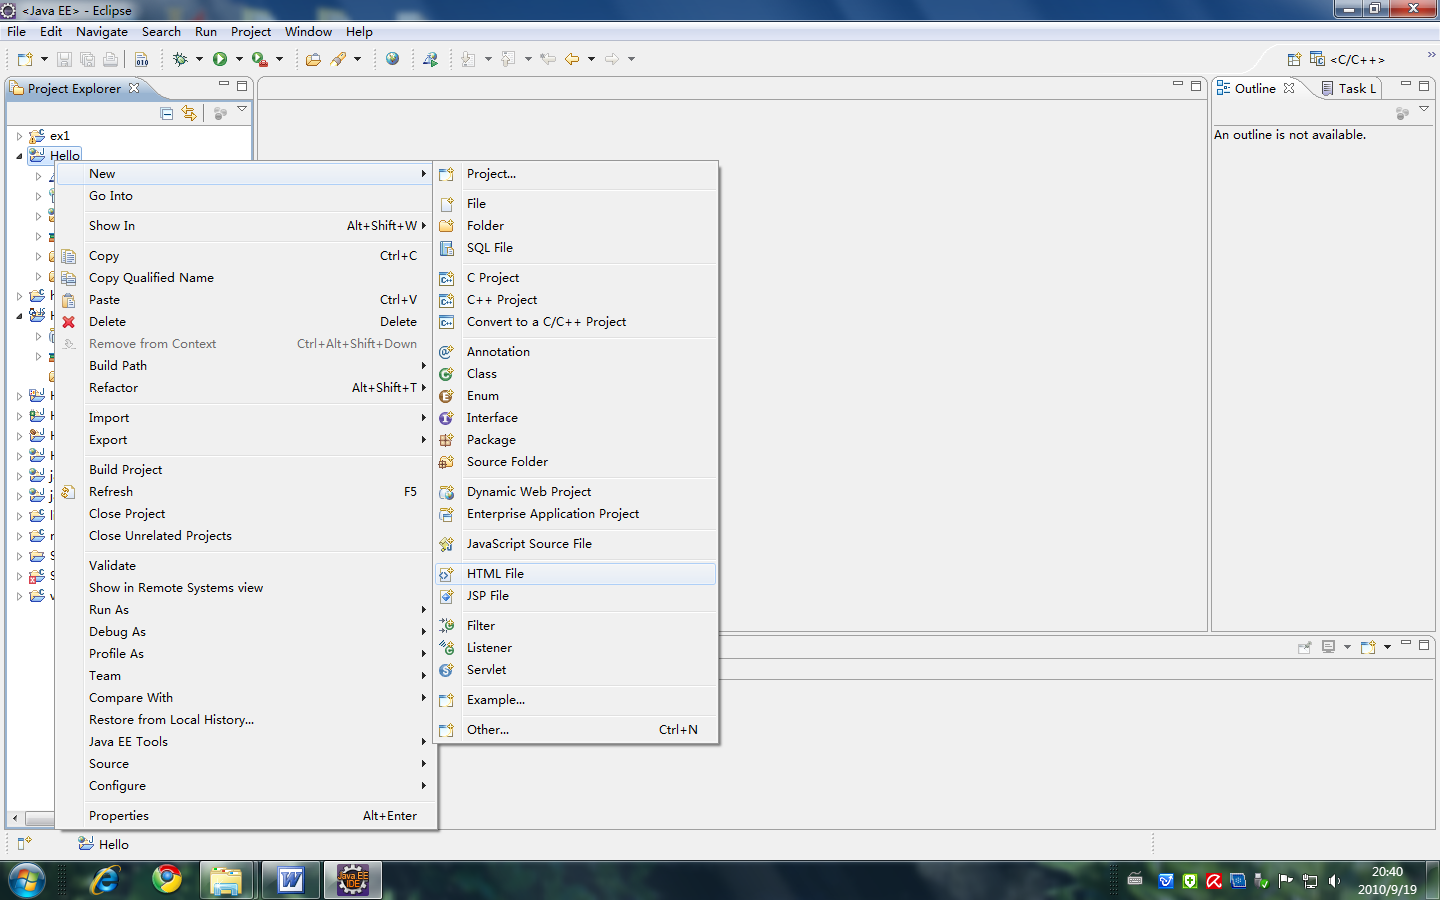 <Java EE> - Eclipse
File Edit Navigate Search Run Project Window Help
<C/C++>
Project Explorer
Outline
Task L
An outline is not available.
ex1
Hello
New
Go Into
Show In Alt+Shift+W
Copy Ctrl+C
Copy Qualified Name
Paste Ctrl+V
Delete Delete
Remove from Context Ctrl+Alt+Shift+Down
Build Path
Refactor Alt+Shift+T
Import
Export
Build Project
Refresh F5
Close Project
Close Unrelated Projects
Validate
Show in Remote Systems view
Run As
Debug As
Profile As
Team
Compare With
Restore from Local History...
Java EE Tools
Source
Configure
Properties Alt+Enter
Project...
File
Folder
SQL File
C Project
C++ Project
Convert to a C/C++ Project
Annotation
Class
Enum
Interface
Package
Source Folder
Dynamic Web Project
Enterprise Application Project
JavaScript Source File
HTML File
JSP File
Filter
Listener
Servlet
Example...
Other... Ctrl+N
Hello
Java EE
IDE
20:40
2010/9/19